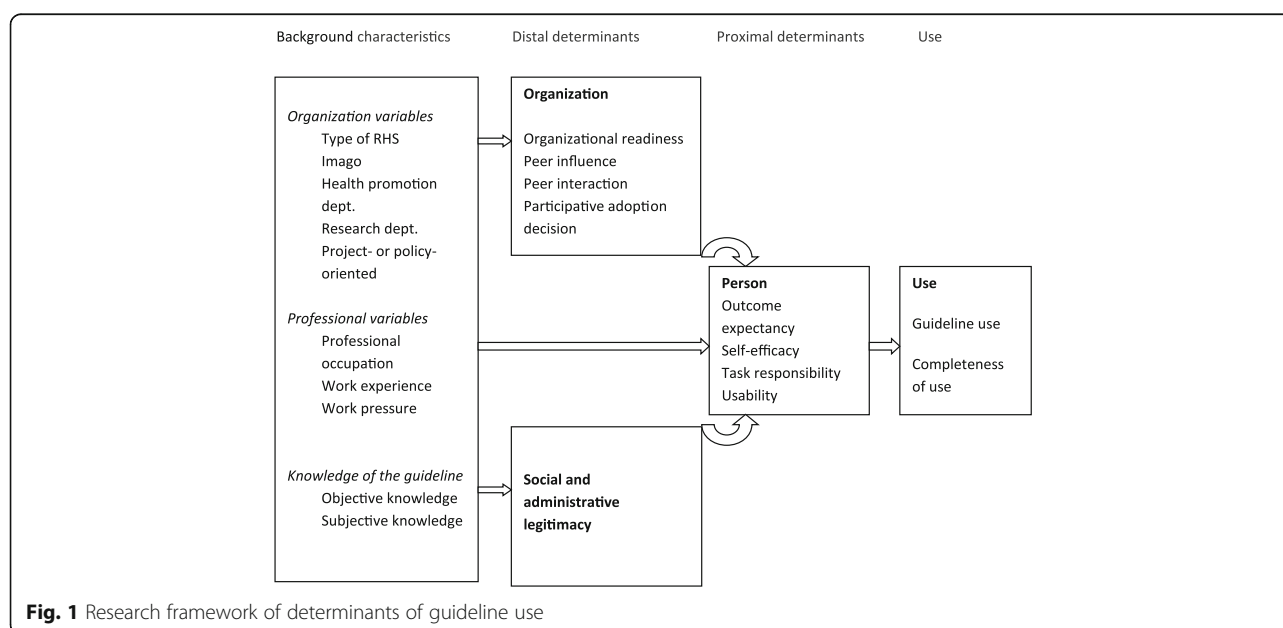 Background characteristics
Distal determinants
Proximal determinants
Use
Organization variables
Type of RHS
Imago
Health promotion
dept.
Research dept.
Project- or policy-
oriented
Professional variables
Professional
occupation
Work experience
Work pressure
Knowledge of the guideline
Objective knowledge
Subjective knowledge
Organization
Organizational readiness
Peer influence
Peer interaction
Participative adoption
decision
Social and
administrative
legitimacy
Person
Outcome
expectancy
Self-efficacy
Task responsibility
Usability
Use
Guideline use
Completeness
of use
Fig. 1 Research framework of determinants of guideline use